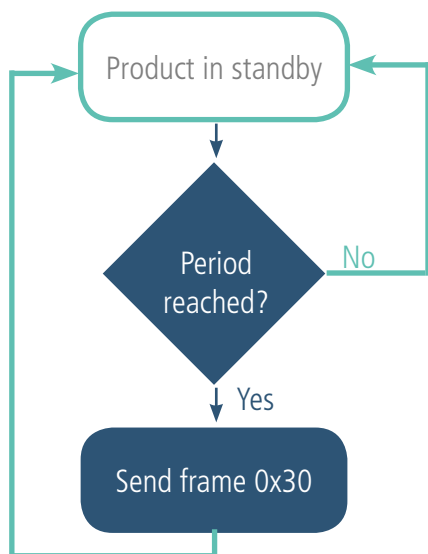 Product in standby
Period
reached?
No
Yes
Send frame 0x30